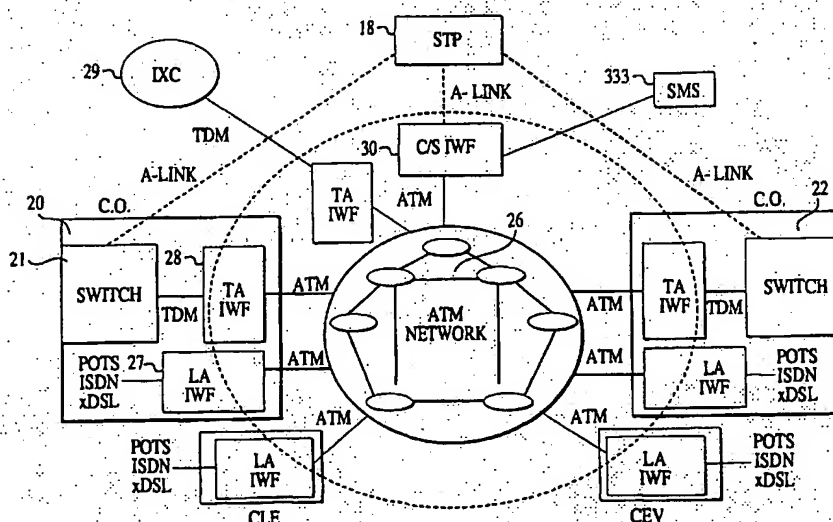 18
STP
29
IXC
A-LINK
333
SMS
TDM
30
C/S IWF
A-LINK
TA
IWF
ATM
A-LINK
20
C.O.
26
C.O.
22
21
28
SWITCH
TA
IWF
ATM
TDM
ATM
NETWORK
ATM
TA
IWF
TDM
SWITCH
POTS
ISDN
xDSL
27
LA
IWF
ATM
ATM
LA
IWF
POTS
ISDN
xDSL
ATM
ATM
POTS
ISDN
xDSL
LA
IWF
LA
IWF
POTS
ISDN
xDSL
CEV